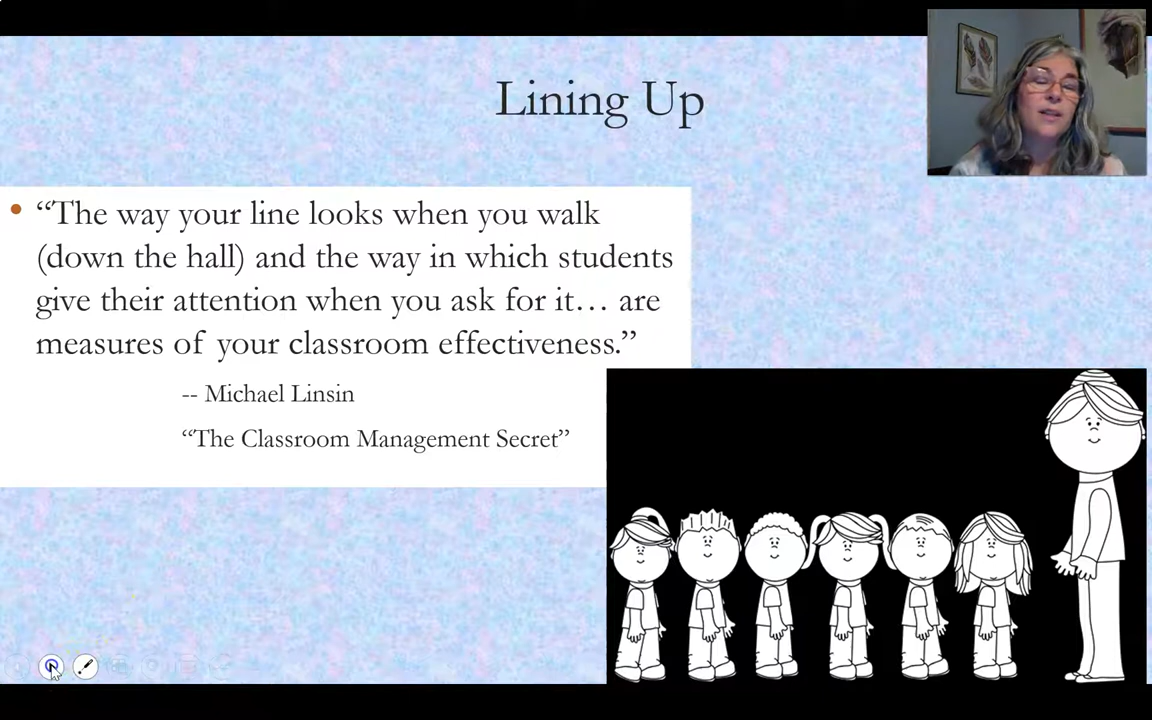 Lining Up
“The way your line looks when you walk
(down the hall) and the way in which students
give their attention when you ask for it… are
measures of your classroom effectiveness.”
-- Michael Linsin
“The Classroom Management Secret”